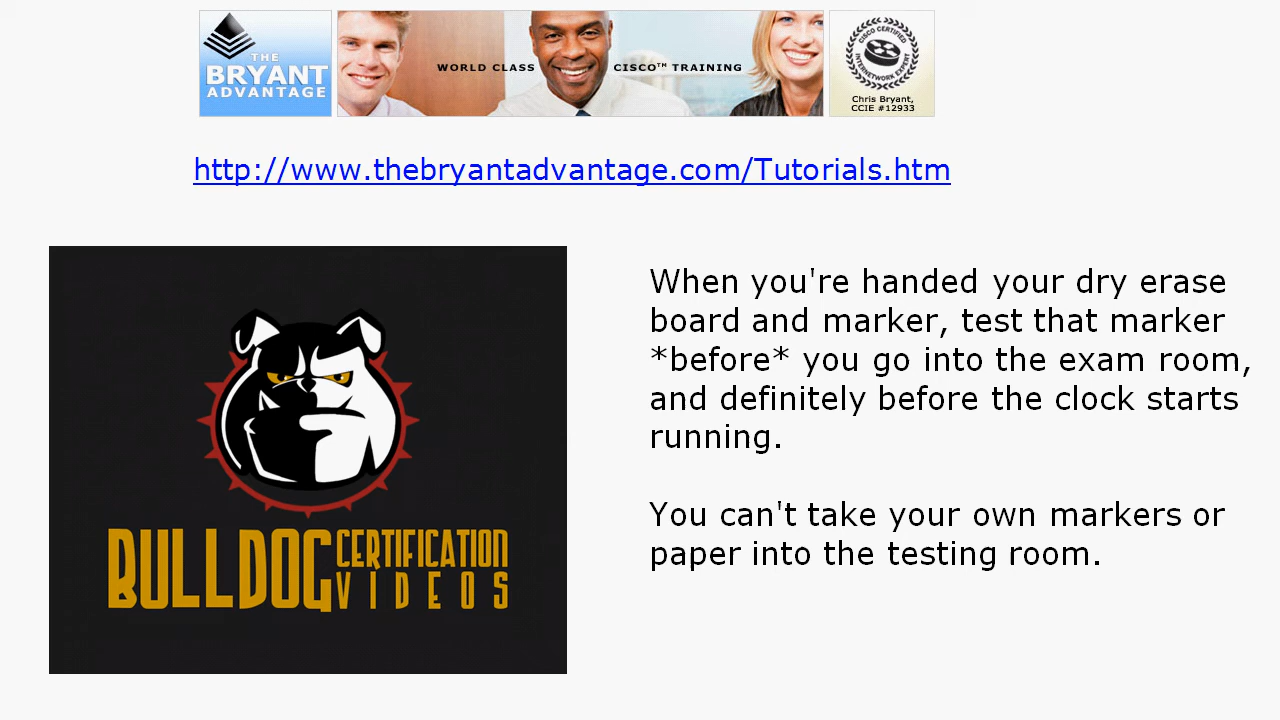 THE
BRYANT
ADVANTAGE
WORLD CLASS CISCO™ TRAINING
CISCO CERTIFIED
INTERNETWORK EXPERT
Chris Bryant,
CCIE #12933
http://www.thebryantadvantage.com/Tutorials.htm
When you're handed your dry erase
board and marker, test that marker
*before* you go into the exam room,
and definitely before the clock starts
running.
You can't take your own markers or
paper into the testing room.
BULLDOG CERTIFICATION
VIDEOS